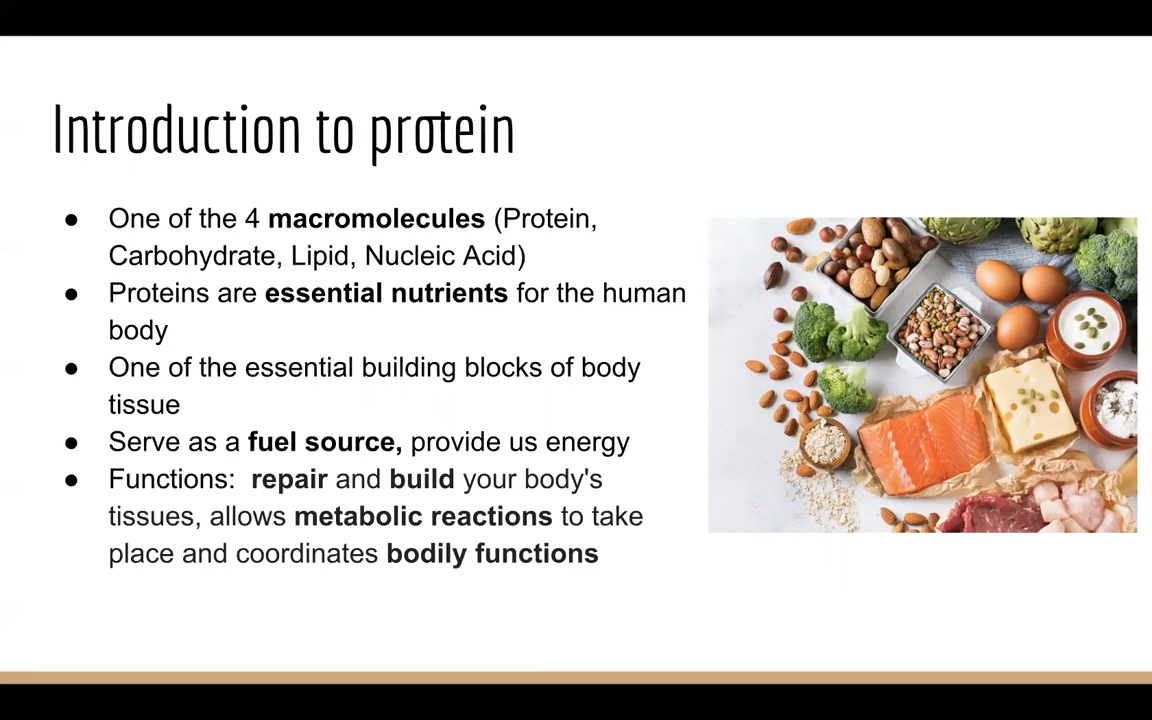 Introduction to protein
● One of the 4 macromolecules (Protein,
Carbohydrate, Lipid, Nucleic Acid)
● Proteins are essential nutrients for the human
body
● One of the essential building blocks of body
tissue
● Serve as a fuel source, provide us energy
● Functions:  repair and build your body's
tissues, allows metabolic reactions to take
place and coordinates bodily functions